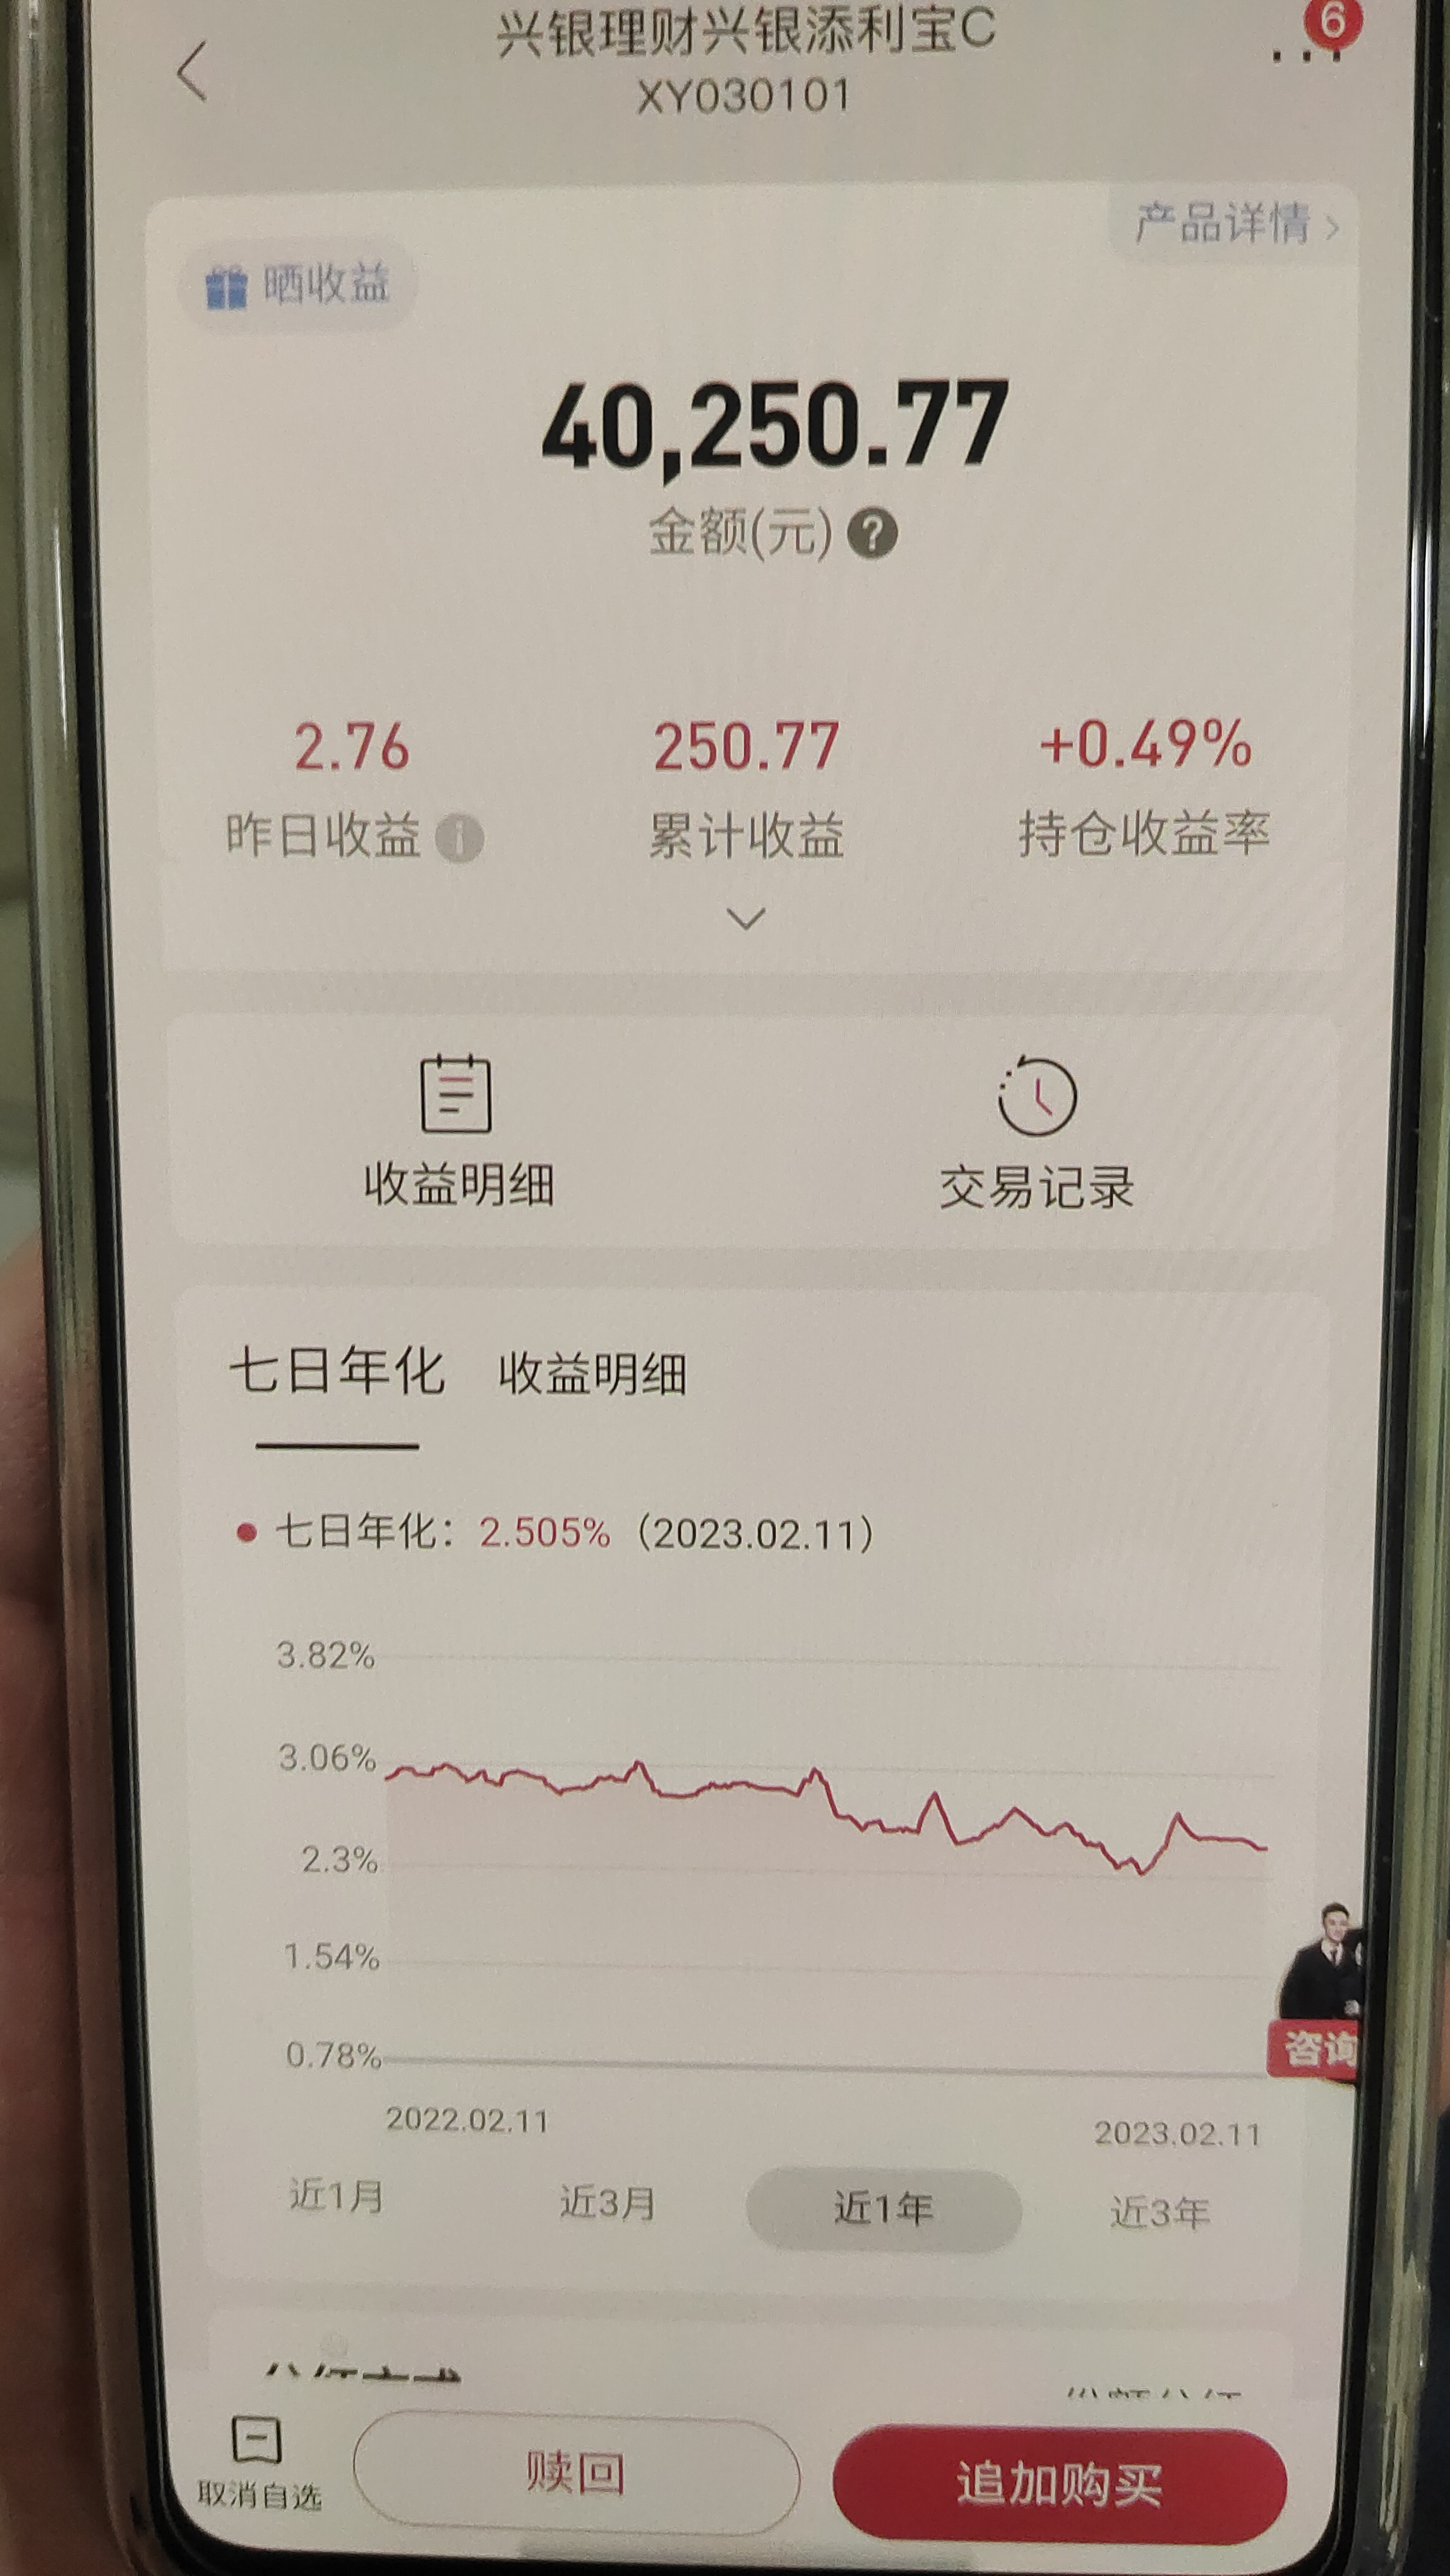 兴银理财兴银添利宝C
6
XY030101
产品详情 >
晒收益
40,250.77
金额(元) ?
2.76 250.77 +0.49%
昨日收益 i 累计收益 持仓收益率
收益明细 交易记录
七日年化 收益明细
七日年化：2.505%（2023.02.11）
3.82%
3.06%
2.3%
1.54%
0.78%
咨询
2022.02.11 2023.02.11
近1月 近3月 近1年 近3年
取消自选 赎回 追加购买